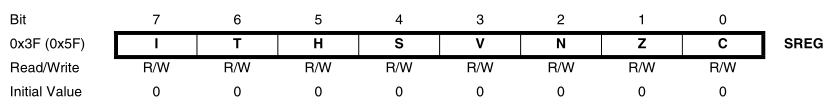 Bit 7 6 5 4 3 2 1 0
0x3F (0x5F) I T H S V N Z C SREG
Read/Write R/W R/W R/W R/W R/W R/W R/W R/W
Initial Value 0 0 0 0 0 0 0 0